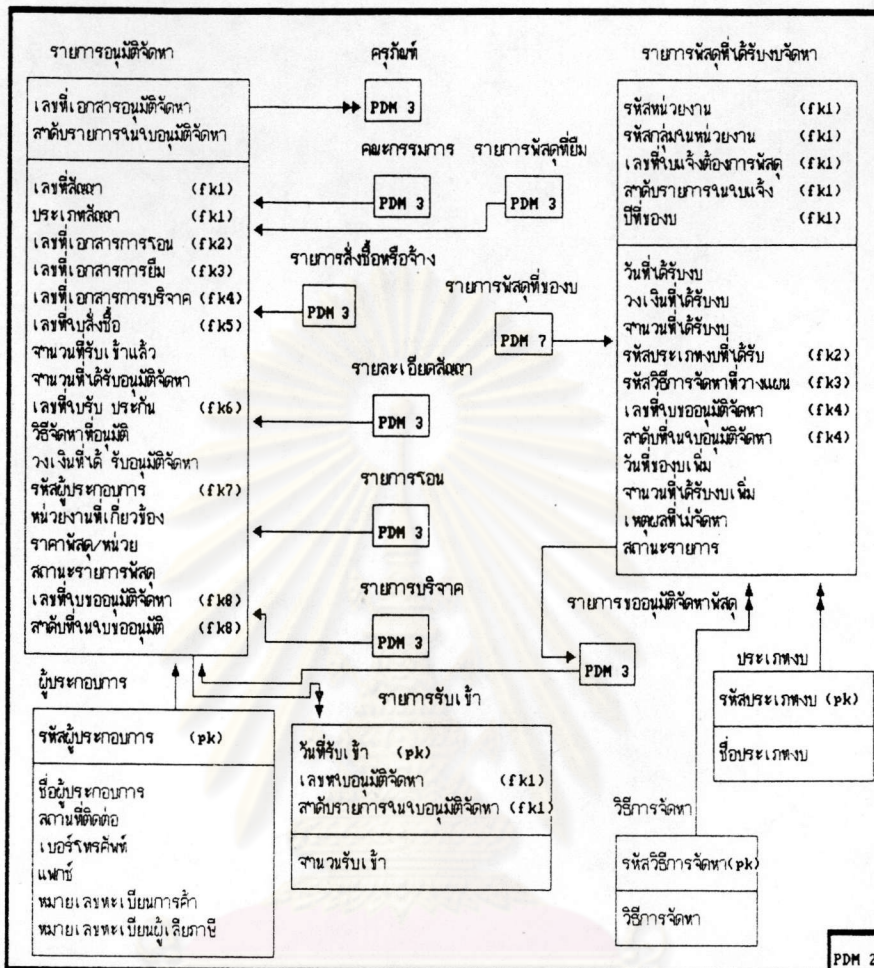 รายการอนุมัติจัดหา
เลขที่เอกสารอนุมัติจัดหา
ลำดับรายการในใบอนุมัติจัดหา
เลขที่สัญญา (fk1)
ประเภทสัญญา (fk1)
เลขที่เอกสารการโอน (fk2)
เลขที่เอกสารการยืม (fk3)
เลขที่เอกสารการบริจาค (fk4)
เลขที่ใบสั่งซื้อ (fk5)
จำนวนที่รับเข้าแล้ว
จำนวนที่ได้รับอนุมัติจัดหา
เลขที่ใบรับ ประกัน (fk6)
วิธีจัดหาที่อนุมัติ
วงเงินที่ได้ รับอนุมัติจัดหา
รหัสผู้ประกอบการ (fk7)
หน่วยงานที่เกี่ยวข้อง
ราคาพัสดุ/หน่วย
สถานะรายการพัสดุ
เลขที่ใบขออนุมัติจัดหา (fk8)
ลำดับที่ในใบขออนุมัติ (fk8)
ครุภัณฑ์
PDM 3
คณะกรรมการ
PDM 3
รายการพัสดุที่ยืม
PDM 3
รายการสั่งซื้อหรือจ้าง
PDM 3
รายการพัสดุที่ของบ
PDM 7
รายละเอียดสัญญา
PDM 3
รายการโอน
PDM 3
รายการบริจาค
PDM 3
รายการพัสดุที่ได้รับงบจัดหา
รหัสหน่วยงาน (fk1)
รหัสกลุ่มในหน่วยงาน (fk1)
เลขที่ใบแจ้งต้องการพัสดุ (fk1)
ลำดับรายการในใบแจ้ง (fk1)
ปีที่ของบ (fk1)
วันที่ได้รับงบ
วงเงินที่ได้รับงบ
จำนวนที่ได้รับงบ
รหัสประเภทงบที่ได้รับ (fk2)
รหัสวิธีการจัดหาที่วางแผน (fk3)
เลขที่ใบขออนุมัติจัดหา (fk4)
ลำดับที่ในใบอนุมัติจัดหา (fk4)
วันที่ของบเพิ่ม
จำนวนที่ได้รับงบเพิ่ม
เหตุผลที่ไม่จัดหา
สถานะรายการ
รายการขออนุมัติจัดหาพัสดุ
PDM 3
ผู้ประกอบการ
รหัสผู้ประกอบการ (pk)
ชื่อผู้ประกอบการ
สถานที่ติดต่อ
เบอร์โทรศัพท์
แฟกซ์
หมายเลขทะเบียนการค้า
หมายเลขทะเบียนผู้เสียภาษี
รายการรับเข้า
วันที่รับเข้า (pk)
เลขทใบอนุมัติจัดหา (fk1)
ลำดับรายการในใบอนุมัติจัดหา (fk1)
จำนวนรับเข้า
ประเภทงบ
รหัสประเภทงบ (pk)
ชื่อประเภทงบ
วิธีการจัดหา
รหัสวิธีการจัดหา(pk)
วิธีการจัดหา
PDM 2